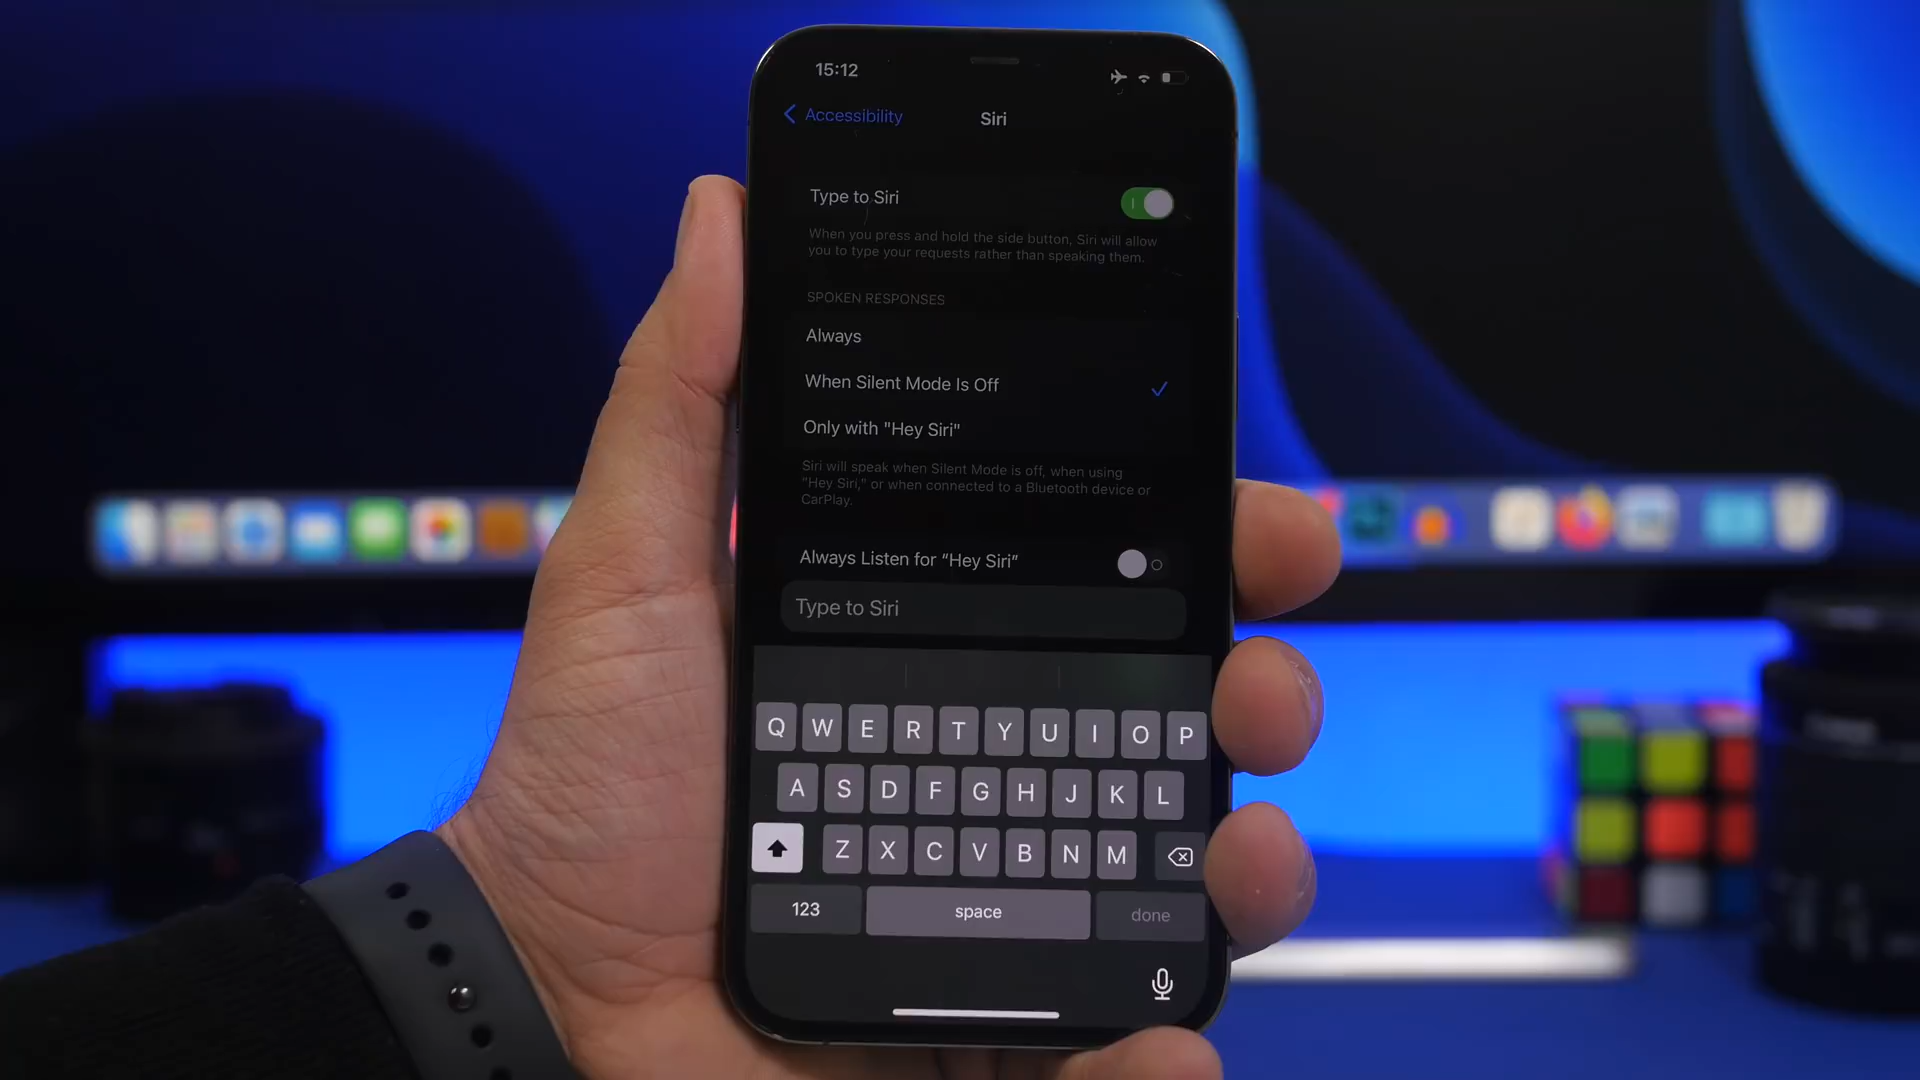 15:12
Accessibility
Siri
Type to Siri
When you press and hold the side button, Siri will allow
you to type your requests rather than speaking them.
SPOKEN RESPONSES
Always
When Silent Mode Is Off
Only with "Hey Siri"
Siri will speak when Silent Mode is off, when using
"Hey Siri," or when connected to a Bluetooth device or
CarPlay.
Always Listen for “Hey Siri”
Type to Siri
Q W E R T Y U I O P
A S D F G H J K L
Z X C V B N M
123 space done